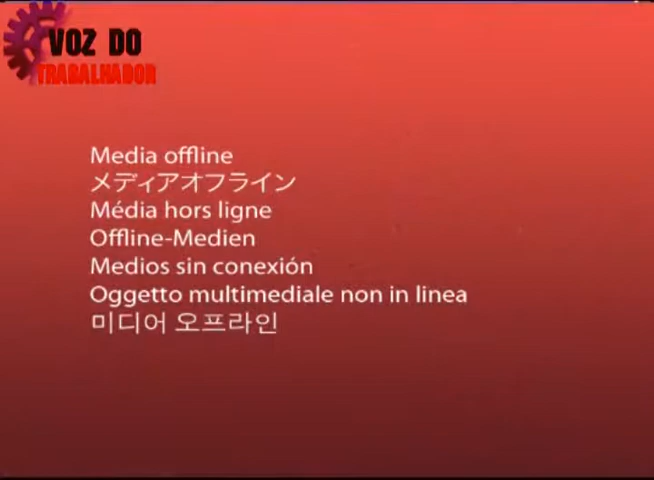 VOZ DO
TRABALHADOR
Media offline
メディアオフライン
Média hors ligne
Offline-Medien
Medios sin conexión
Oggetto multimediale non in linea
미디어 오프라인